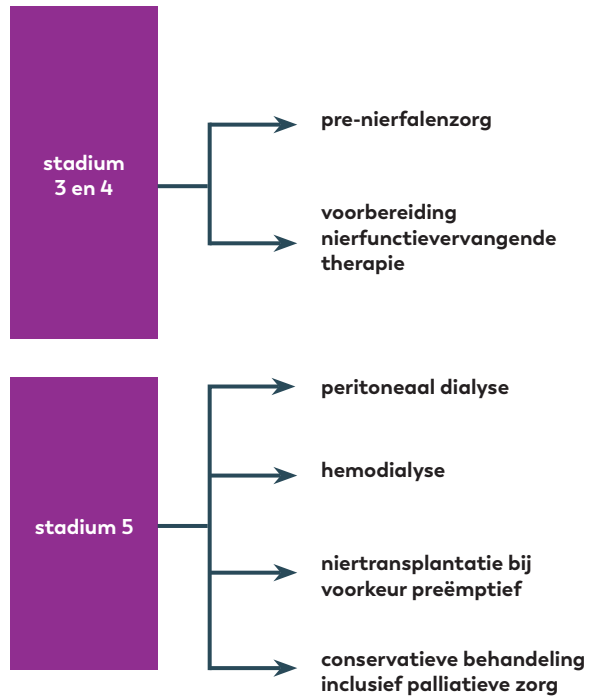 stadium
3 en 4
pre-nierfalenzorg
voorbereiding
nierfunctievervangende
therapie
stadium 5
peritoneaal dialyse
hemodialyse
niertransplantatie bij
voorkeur preëmptief
conservatieve behandeling
inclusief palliatieve zorg